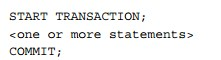 START TRANSACTION;
<one or more statements>
COMMIT;